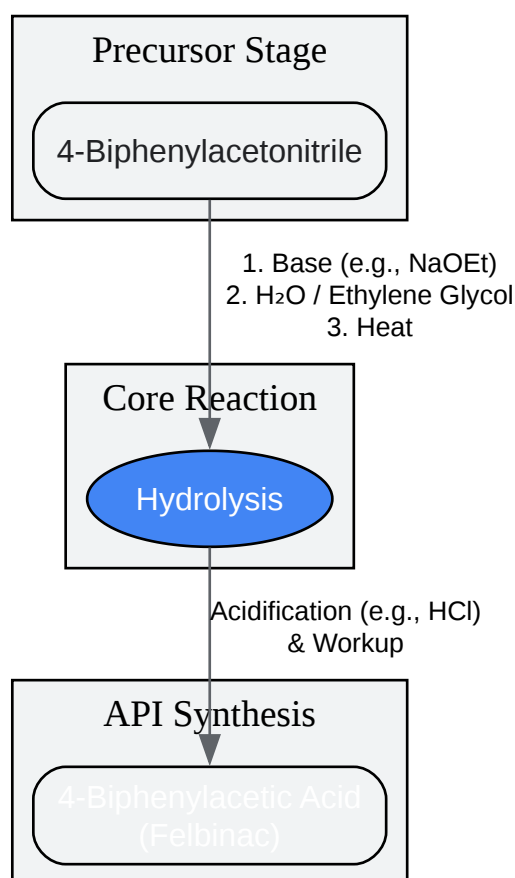 Precursor Stage
4-Biphenylacetonitrile
1. Base (e.g., NaOEt)
2. H₂O / Ethylene Glycol
3. Heat
Core Reaction
Hydrolysis
Acidification (e.g., HCl)
& Workup
API Synthesis
4-Biphenylacetic Acid
(Felbinac)